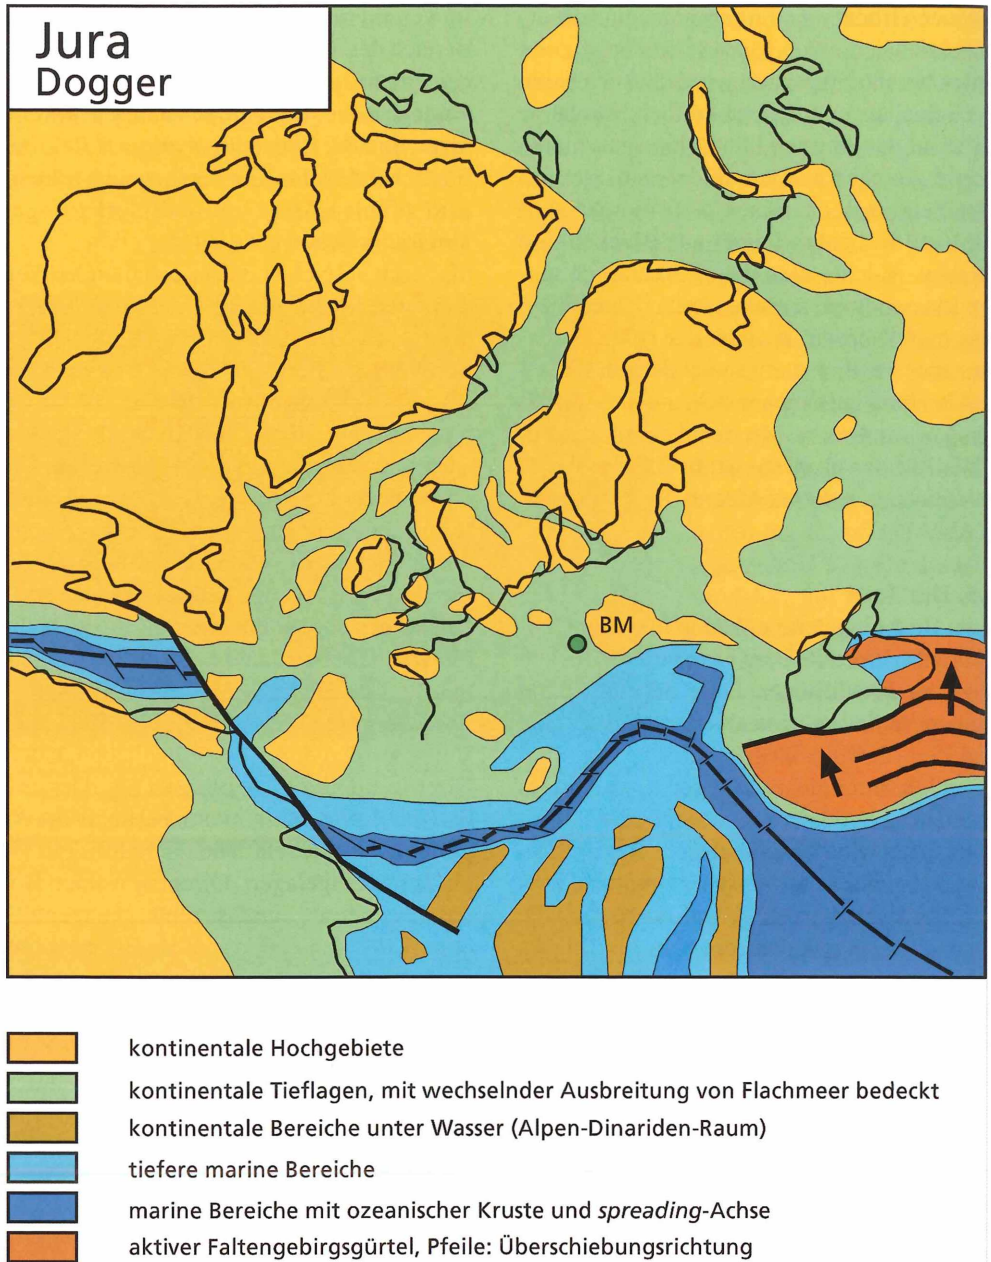 Jura
Dogger
BM
kontinentale Hochgebiete
kontinentale Tieflagen, mit wechselnder Ausbreitung von Flachmeer bedeckt
kontinentale Bereiche unter Wasser (Alpen-Dinariden-Raum)
tiefere marine Bereiche
marine Bereiche mit ozeanischer Kruste und spreading-Achse
aktiver Faltengebirgsgürtel, Pfeile: Überschiebungsrichtung